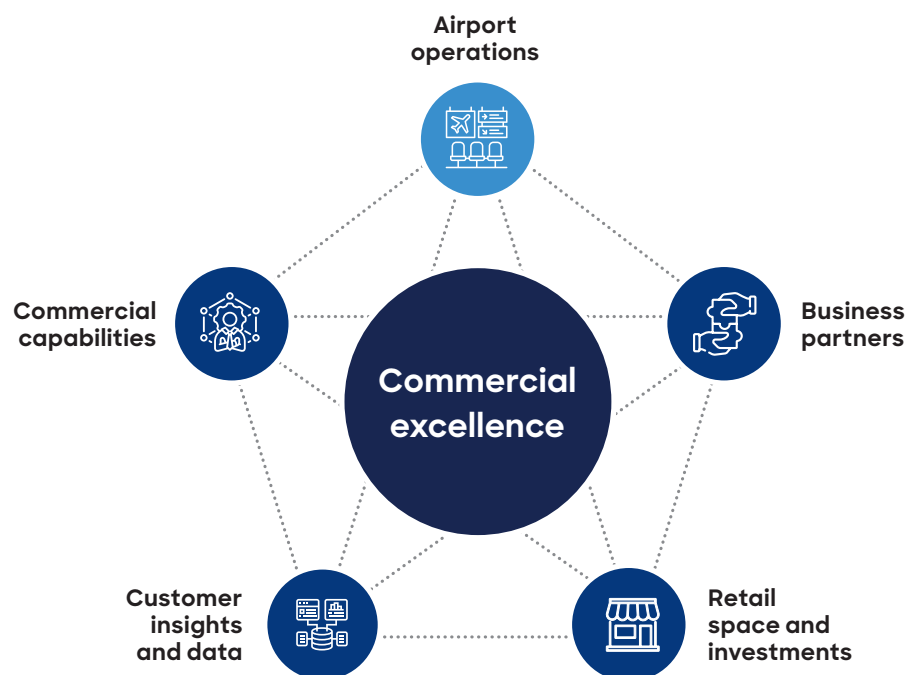 Airport
operations
Commercial
capabilities
Business
partners
Commercial
excellence
Customer
insights
and data
Retail
space and
investments